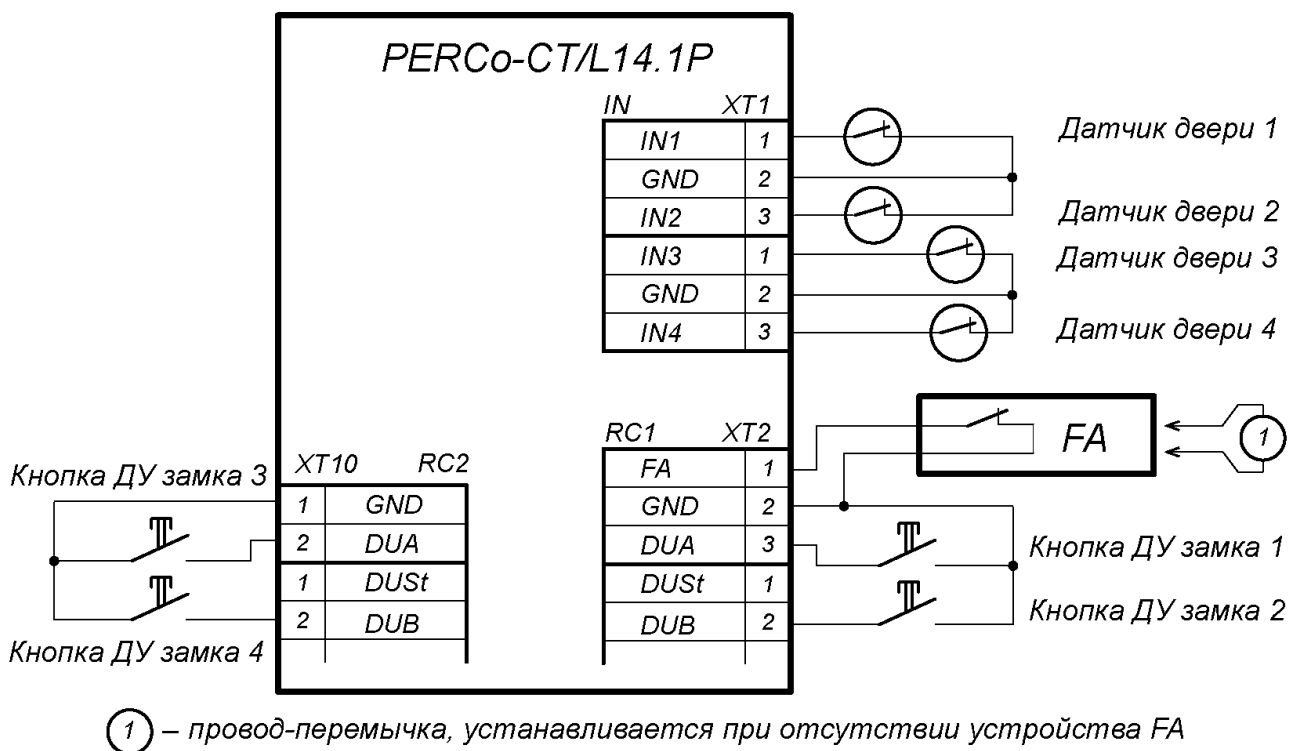 PERCo-CT/L14.1P
IN XT1
IN1 1
GND 2
IN2 3
IN3 1
GND 2
IN4 3
Датчик двери 1
Датчик двери 2
Датчик двери 3
Датчик двери 4
RC1 XT2
FA 1
GND 2
DUA 3
DUSt 1
DUB 2
FA
1
Кнопка ДУ замка 1
Кнопка ДУ замка 2
XT10 RC2
1 GND
2 DUA
1 DUSt
2 DUB
Кнопка ДУ замка 3
Кнопка ДУ замка 4
1 – провод-перемычка, устанавливается при отсутствии устройства FA